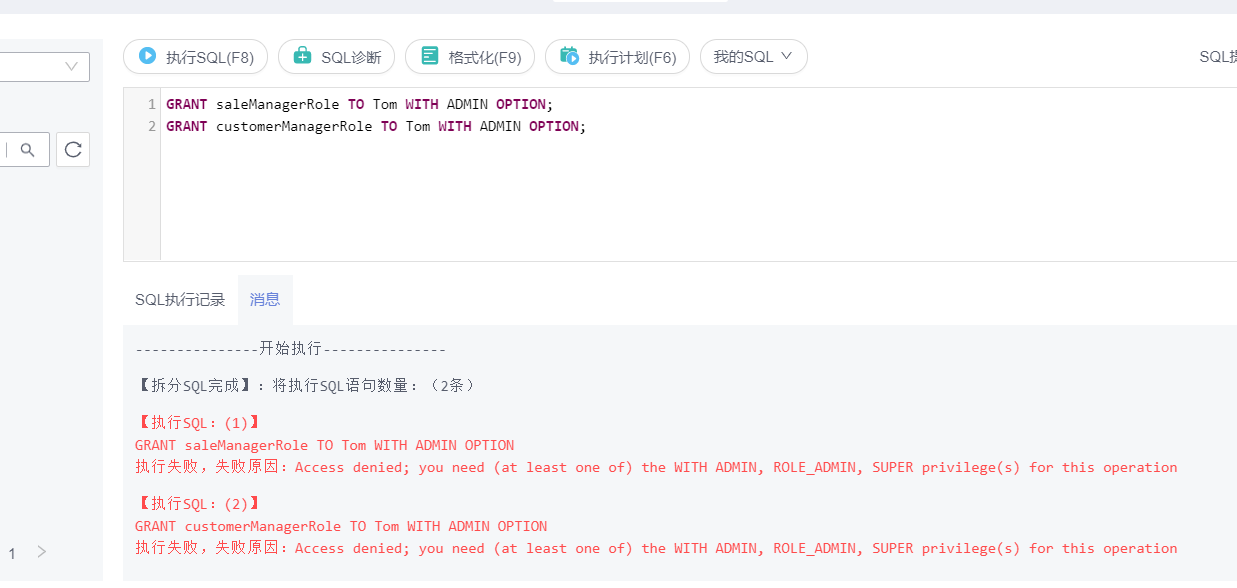 执行SQL(F8) SQL诊断 格式化(F9) 执行计划(F6) 我的SQL
1 GRANT saleManagerRole TO Tom WITH ADMIN OPTION;
2 GRANT customerManagerRole TO Tom WITH ADMIN OPTION;
SQL执行记录 消息
---------------开始执行---------------
【拆分SQL完成】：将执行SQL语句数量：（2条）
【执行SQL：(1)】
GRANT saleManagerRole TO Tom WITH ADMIN OPTION
执行失败，失败原因：Access denied; you need (at least one of) the WITH ADMIN, ROLE_ADMIN, SUPER privilege(s) for this operation
【执行SQL：(2)】
GRANT customerManagerRole TO Tom WITH ADMIN OPTION
执行失败，失败原因：Access denied; you need (at least one of) the WITH ADMIN, ROLE_ADMIN, SUPER privilege(s) for this operation
1